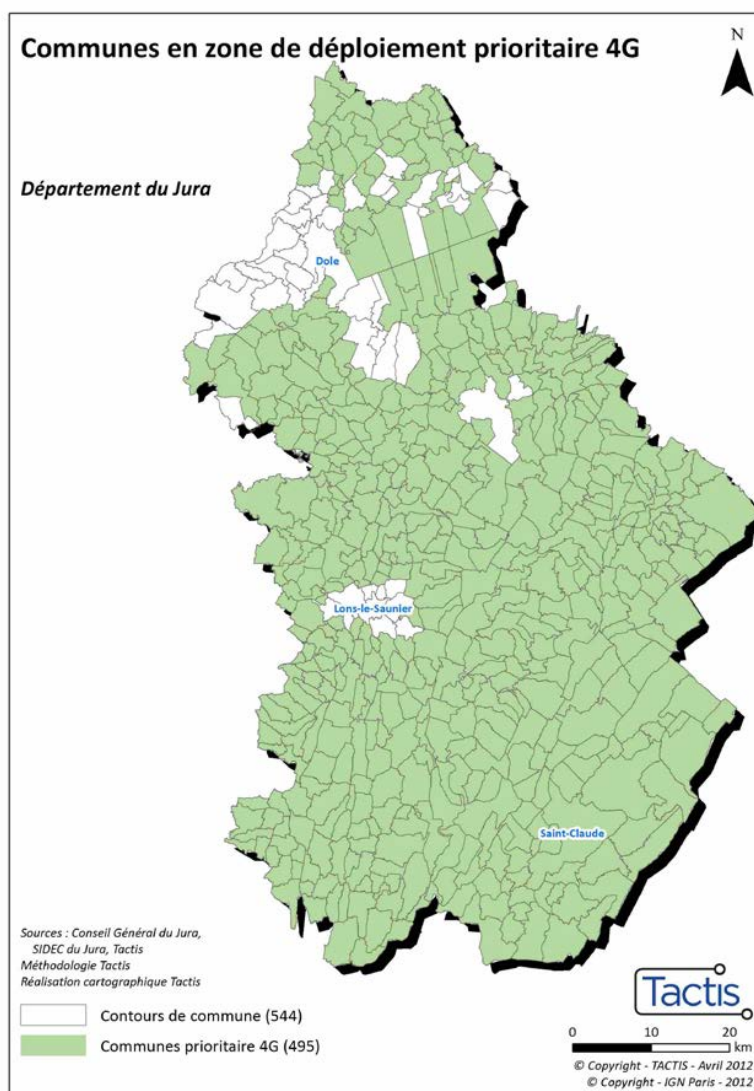 Communes en zone de déploiement prioritaire 4G
N
Département du Jura
Dole
Lons-le-Saunier
Saint-Claude
Sources : Conseil Général du Jura,
SIDEC du Jura, Tactis
Méthodologie Tactis
Réalisation cartographique Tactis
Contours de commune (544)
Communes prioritaire 4G (495)
Tactis
0 10 20
km
© Copyright - TACTIS - Avril 2012
© Copyright - IGN Paris - 2012